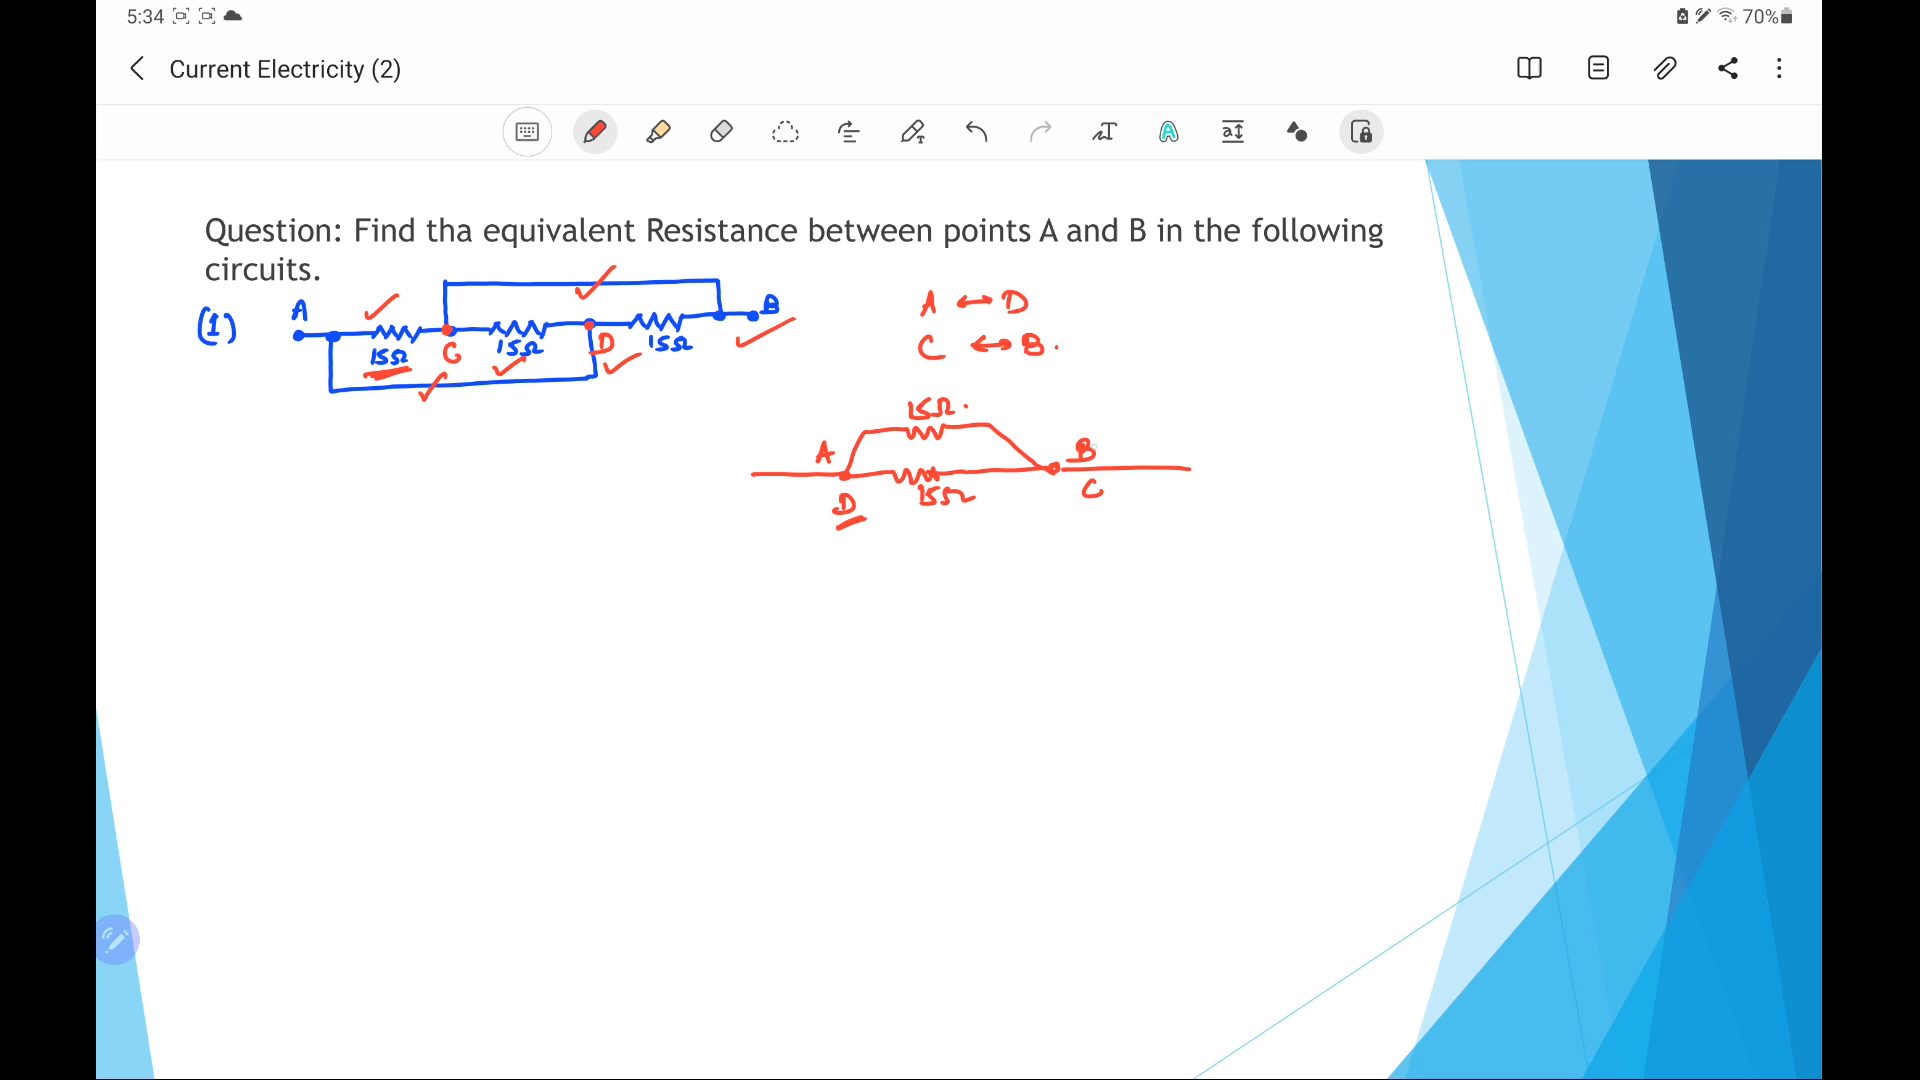 5:34
70%
Current Electricity (2)
Question: Find tha equivalent Resistance between points A and B in the following
circuits.
(1) A B
15Ω C 15Ω D 15Ω
A ↔ D
C ↔ B.
15Ω.
A B
15Ω
D C